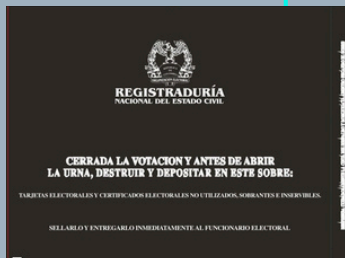 REGISTRADURÍA
NACIONAL DEL ESTADO CIVIL
CERRADA LA VOTACION Y ANTES DE ABRIR
LA URNA, DESTRUIR Y DEPOSITAR EN ESTE SOBRE:
TARJETAS ELECTORALES Y CERTIFICADOS ELECTORALES NO UTILIZADOS, SOBRANTES E INSERVIBLES.
SELLARLO Y ENTREGARLO INMEDIATAMENTE AL FUNCIONARIO ELECTORAL